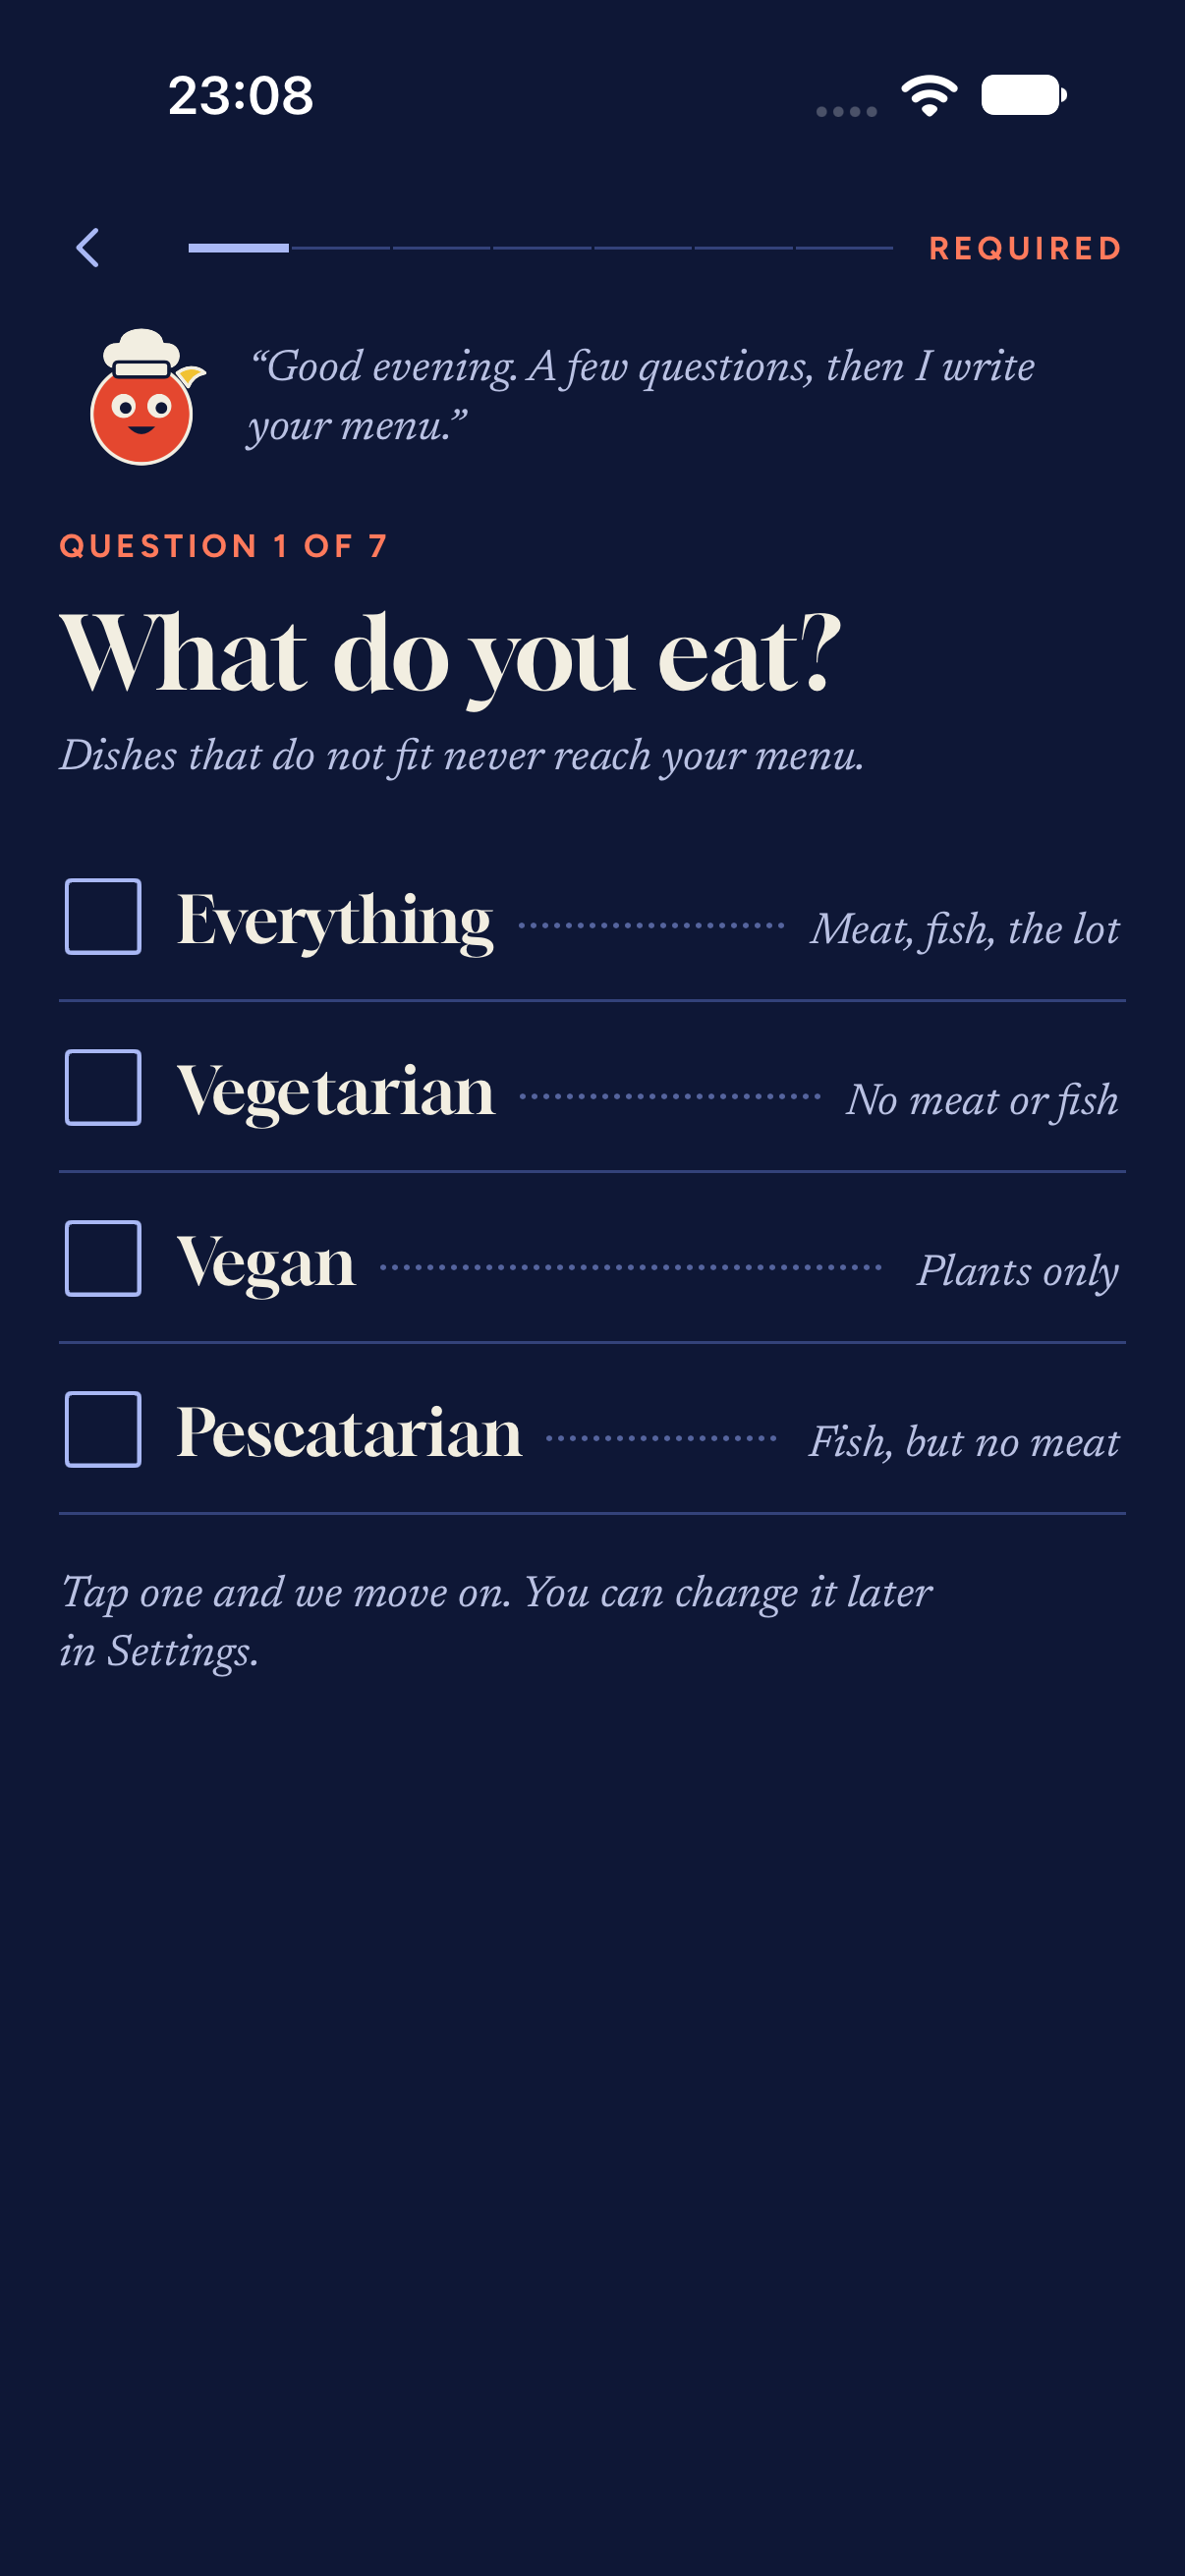 23:08
REQUIRED
“Good evening. A few questions, then I write
your menu.”
QUESTION 1 OF 7
What do you eat?
Dishes that do not fit never reach your menu.
Everything Meat, fish, the lot
Vegetarian No meat or fish
Vegan Plants only
Pescatarian Fish, but no meat
Tap one and we move on. You can change it later
in Settings.